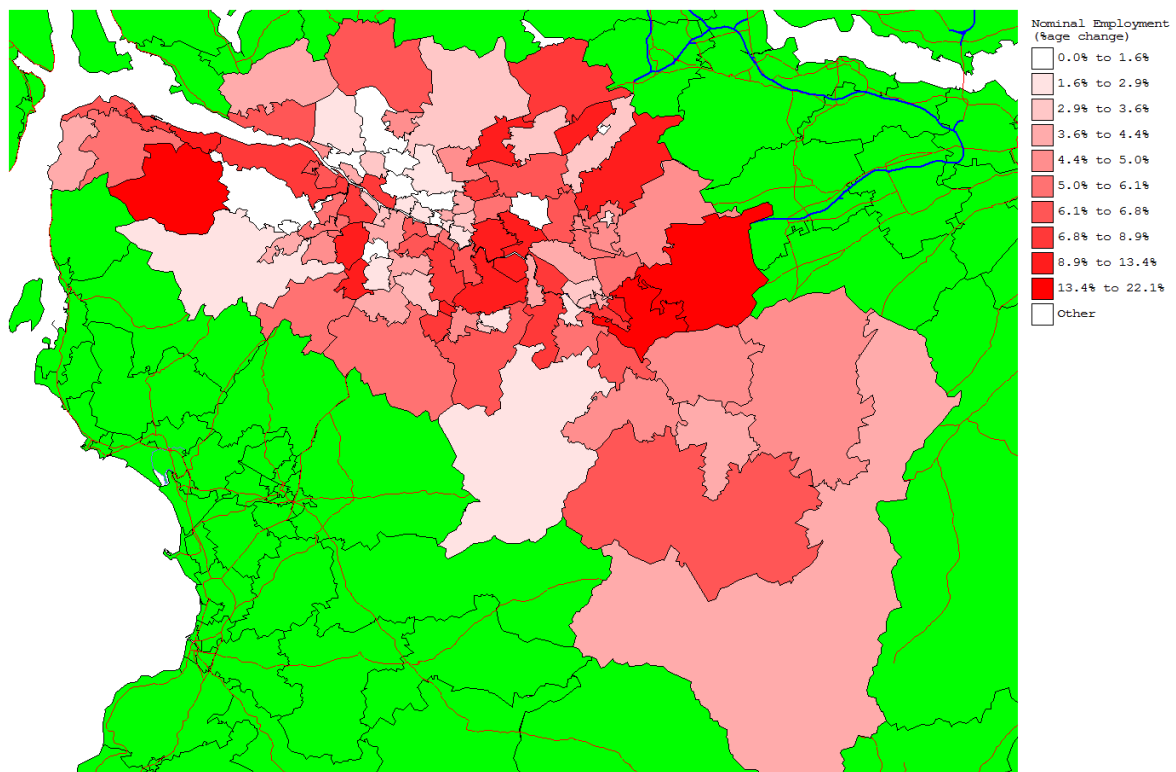 Nominal Employment
(%age change)
0.0% to 1.6%
1.6% to 2.9%
2.9% to 3.6%
3.6% to 4.4%
4.4% to 5.0%
5.0% to 6.1%
6.1% to 6.8%
6.8% to 8.9%
8.9% to 13.4%
13.4% to 22.1%
Other